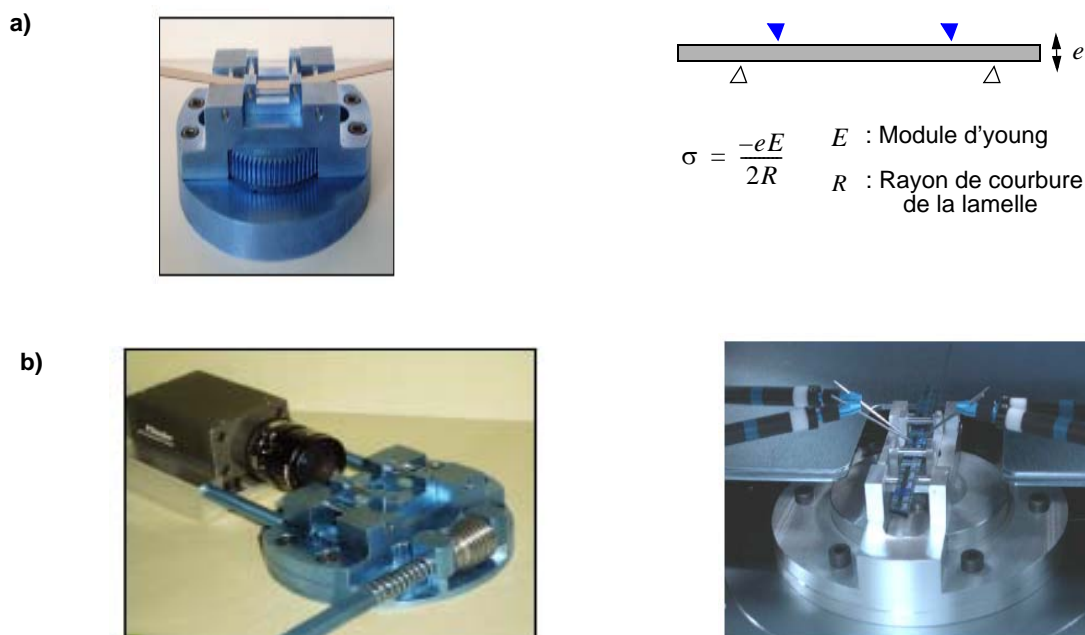 a)
e
σ = −eE / 2R
E : Module d’young
R : Rayon de courbure
de la lamelle
b)